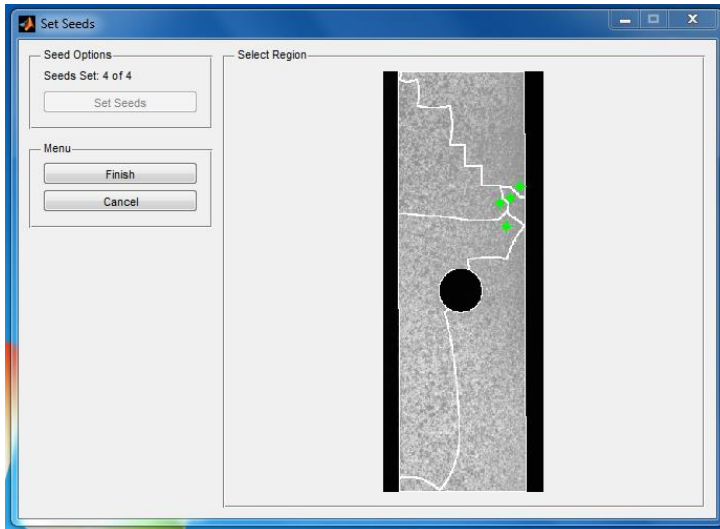 Set Seeds
Seed Options
Seeds Set: 4 of 4
Set Seeds
Menu
Finish
Cancel
Select Region